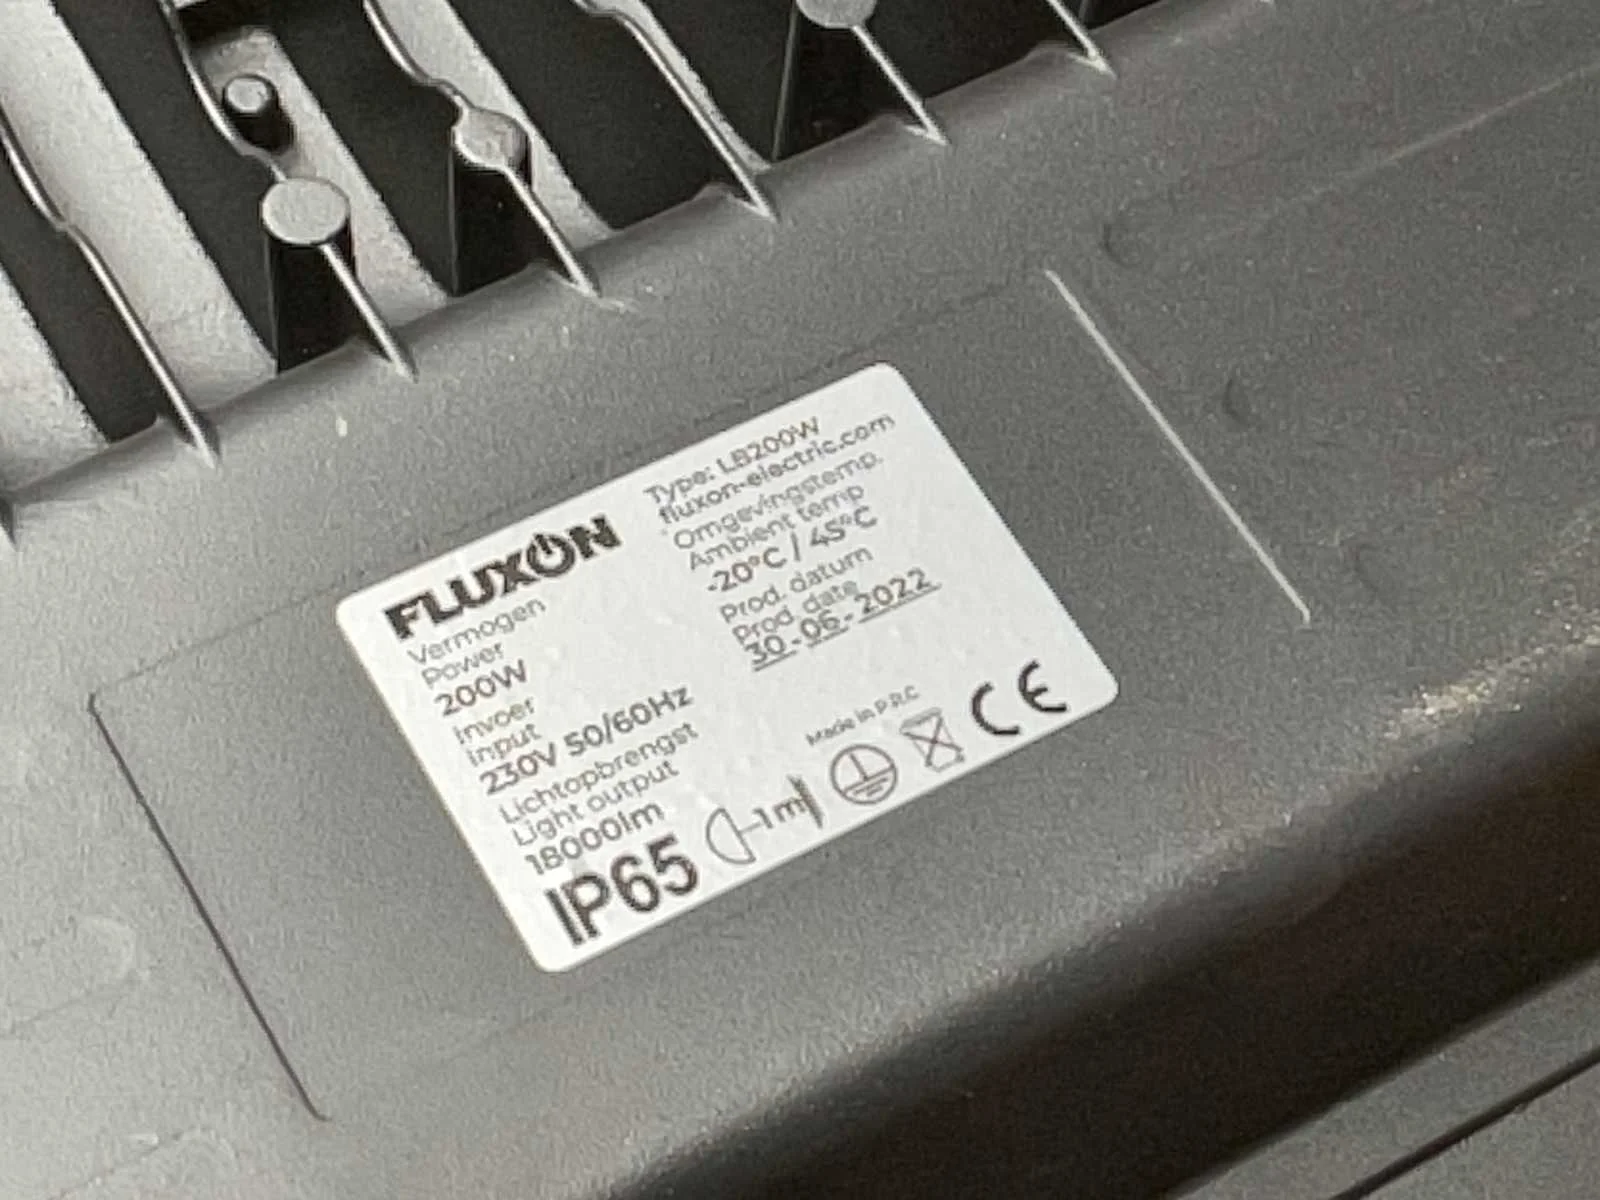 FLUXON
Vermogen
Power
200W
Invoer
Input
230V 50/60Hz
Lichtopbrengst
Light output
18000lm
IP65
Type: LB200W
fluxon-electric.com
Omgevingstemp.
Ambient temp
-20°C / 45°C
Prod. datum
Prod date
30-06-2022
Made in P.R.C
1m
CE